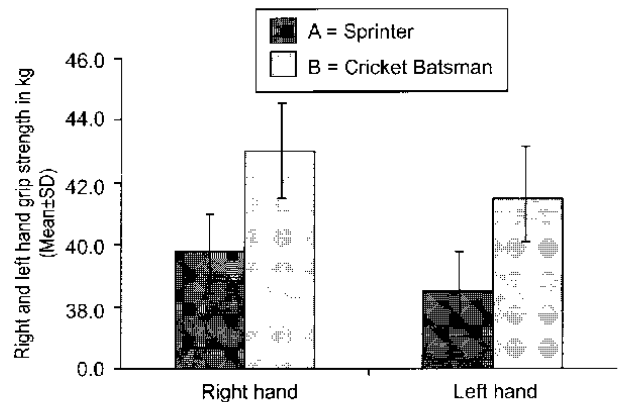 A = Sprinter
B = Cricket Batsman
Right and left hand grip strength in kg
(Mean±SD)
46.0
44.0
42.0
40.0
38.0
0.0
Right hand
Left hand